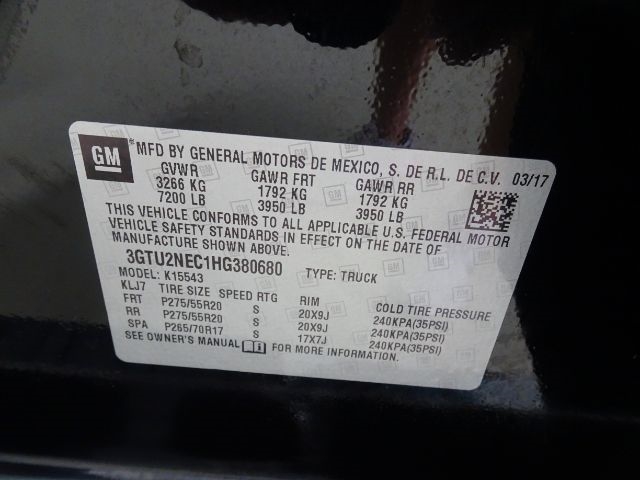 GM *MFD BY GENERAL MOTORS DE MEXICO, S. DE R.L. DE C.V. 03/17
GVWR GAWR FRT GAWR RR
3266 KG 1792 KG 1792 KG
7200 LB 3950 LB 3950 LB
THIS VEHICLE CONFORMS TO ALL APPLICABLE U.S. FEDERAL MOTOR
VEHICLE SAFETY STANDARDS IN EFFECT ON THE DATE OF
MANUFACTURE SHOWN ABOVE.
3GTU2NEC1HG380680 TYPE: TRUCK
MODEL: K15543
KLJ7 TIRE SIZE SPEED RTG RIM COLD TIRE PRESSURE
FRT P275/55R20 S 20X9J 240KPA(35PSI)
RR P275/55R20 S 20X9J 240KPA(35PSI)
SPA P265/70R17 S 17X7J 240KPA(35PSI)
SEE OWNER'S MANUAL i FOR MORE INFORMATION.